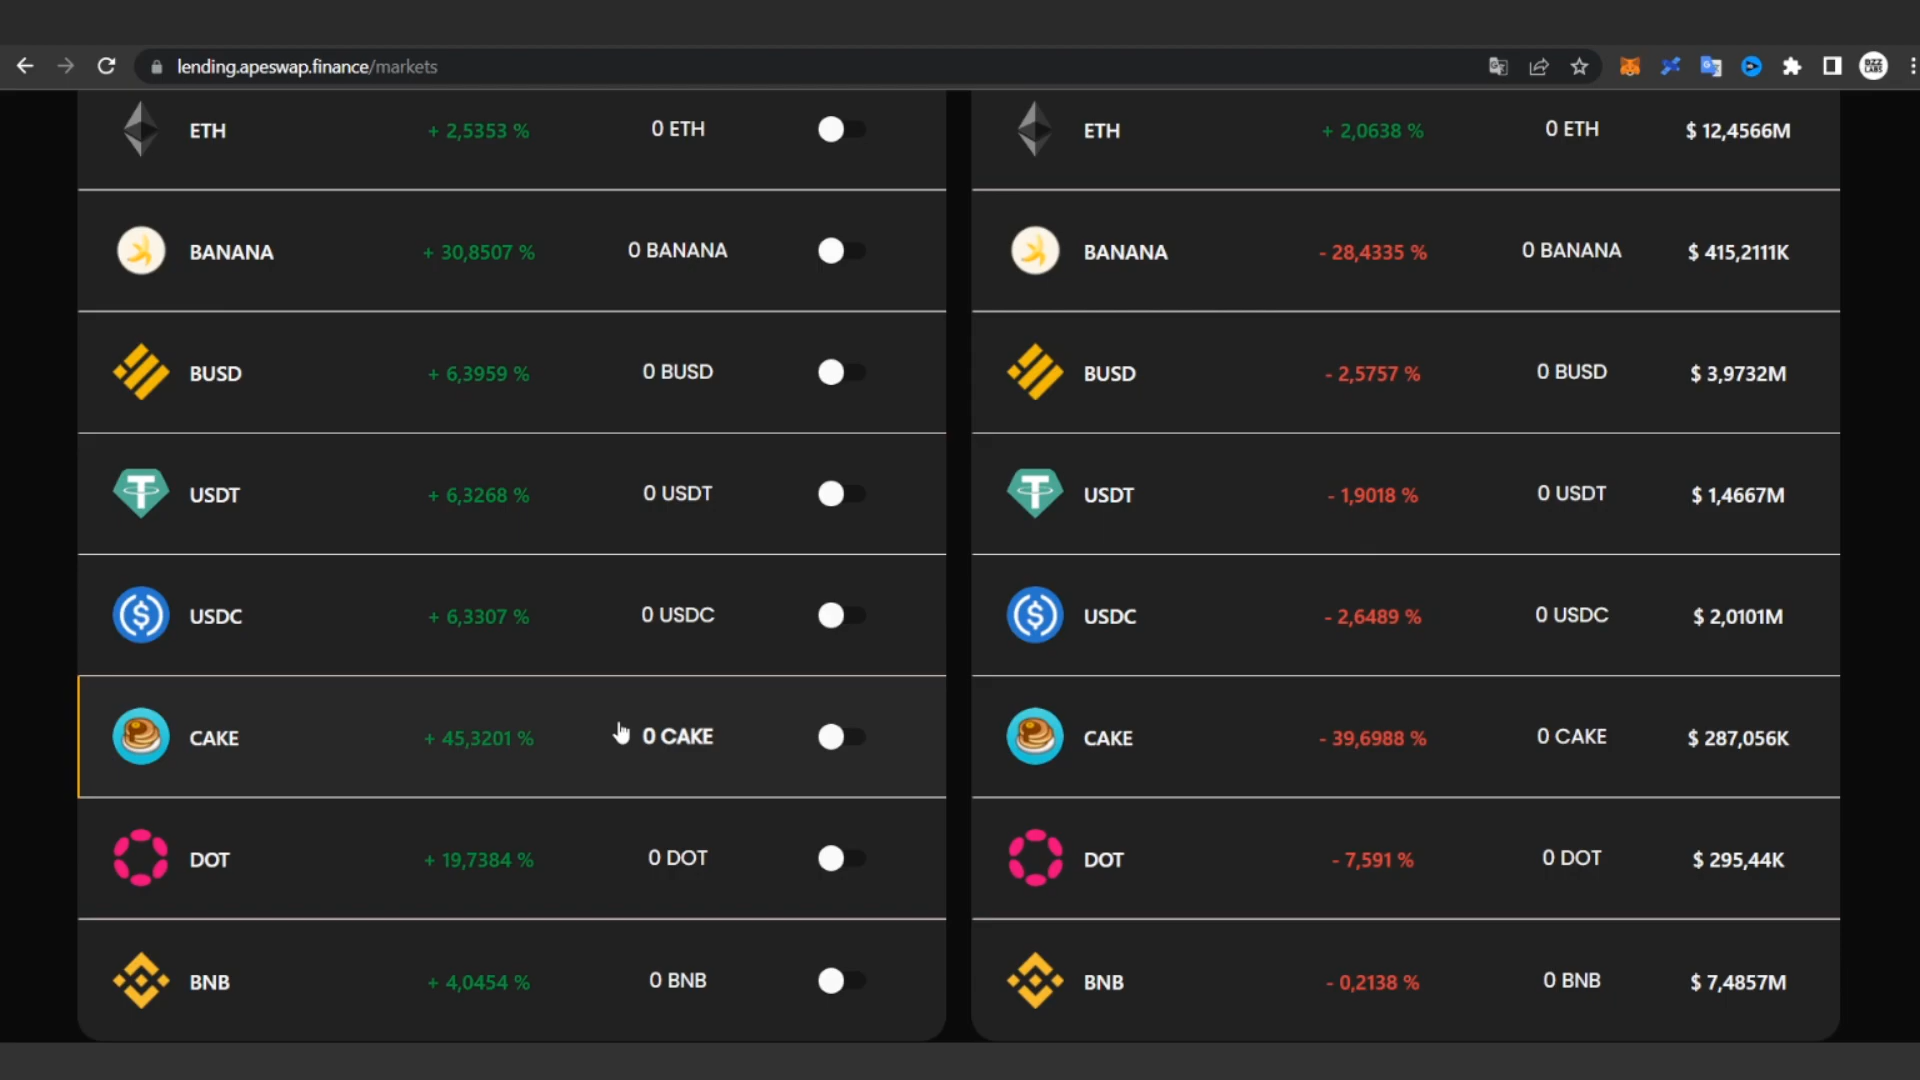 lending.apeswap.finance/markets
BZZ LABS
ETH + 2,5353 % 0 ETH ETH + 2,0638 % 0 ETH $ 12,4566M
BANANA + 30,8507 % 0 BANANA BANANA - 28,4335 % 0 BANANA $ 415,2111K
BUSD + 6,3959 % 0 BUSD BUSD - 2,5757 % 0 BUSD $ 3,9732M
USDT + 6,3268 % 0 USDT USDT - 1,9018 % 0 USDT $ 1,4667M
USDC + 6,3307 % 0 USDC USDC - 2,6489 % 0 USDC $ 2,0101M
CAKE + 45,3201 % 0 CAKE CAKE - 39,6988 % 0 CAKE $ 287,056K
DOT + 19,7384 % 0 DOT DOT - 7,591 % 0 DOT $ 295,44K
BNB + 4,0454 % 0 BNB BNB - 0,2138 % 0 BNB $ 7,4857M